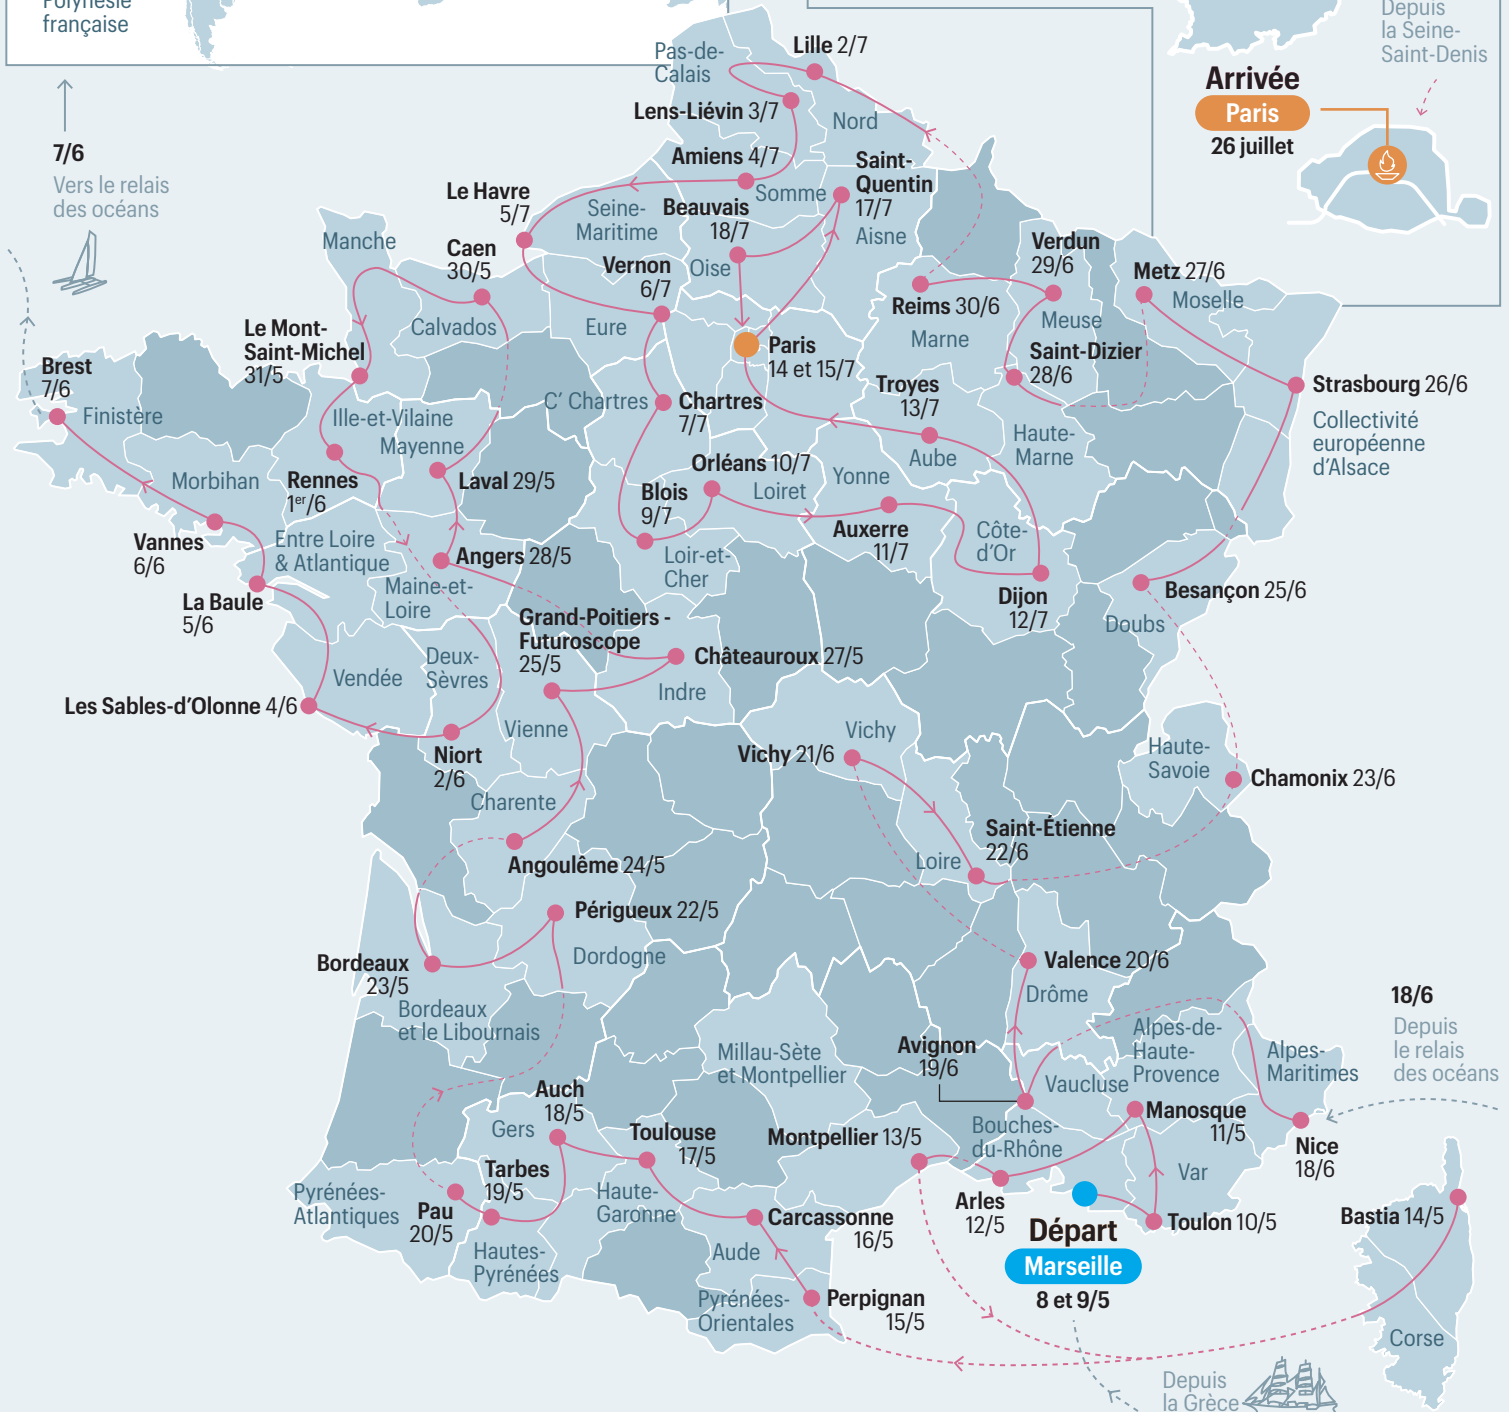 Polynésie
française
7/6
Vers le relais
des océans
Depuis
la Seine-
Saint-Denis
Arrivée
Paris
26 juillet
Pas-de-
Calais
Lille 2/7
Lens-Liévin 3/7
Nord
Amiens 4/7
Somme
Saint-
Quentin
17/7
Aisne
Le Havre
5/7
Seine-
Maritime
Beauvais
18/7
Oise
Manche
Caen
30/5
Calvados
Vernon
6/7
Eure
Verdun
29/6
Meuse
Metz 27/6
Moselle
Reims 30/6
Marne
Le Mont-
Saint-Michel
31/5
Brest
7/6
Finistère
Paris
14 et 15/7
Saint-Dizier
28/6
Troyes
13/7
Aube
Strasbourg 26/6
Collectivité
européenne
d’Alsace
Ille-et-Vilaine
Mayenne
C’ Chartres
Chartres
7/7
Haute-
Marne
Morbihan
Rennes
1er/6
Laval 29/5
Orléans 10/7
Loiret
Yonne
Blois
9/7
Loir-et-
Cher
Auxerre
11/7
Côte-
d’Or
Vannes
6/6
Entre Loire
& Atlantique
Angers 28/5
Maine-et-
Loire
La Baule
5/6
Dijon
12/7
Besançon 25/6
Doubs
Grand-Poitiers -
Futuroscope
25/5
Châteauroux 27/5
Indre
Vendée
Deux-
Sèvres
Les Sables-d’Olonne 4/6
Vienne
Niort
2/6
Vichy
Vichy 21/6
Haute-
Savoie
Chamonix 23/6
Charente
Angoulême 24/5
Saint-Étienne
22/6
Loire
Périgueux 22/5
Dordogne
Bordeaux
23/5
Bordeaux
et le Libournais
Valence 20/6
Drôme
18/6
Depuis
le relais
des océans
Millau-Sète
et Montpellier
Avignon
19/6
Vaucluse
Alpes-de-
Haute-
Provence
Alpes-
Maritimes
Auch
18/5
Gers
Toulouse
17/5
Haute-
Garonne
Montpellier 13/5
Bouches-
du-Rhône
Manosque
11/5
Nice
18/6
Var
Tarbes
19/5
Pyrénées-
Atlantiques
Pau
20/5
Hautes-
Pyrénées
Carcassonne
16/5
Aude
Arles
12/5
Départ
Marseille
8 et 9/5
Toulon 10/5
Bastia 14/5
Corse
Pyrénées-
Orientales
Perpignan
15/5
Depuis
la Grèce